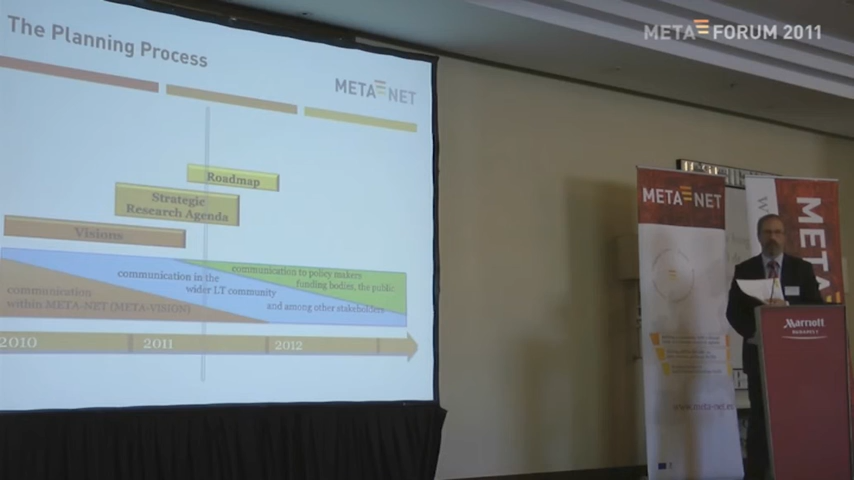 The Planning Process
META NET
Roadmap
Strategic
Research Agenda
Visions
communication to policy makers
funding bodies, the public
communication in the
wider LT community
and among other stakeholders
communication
within META-NET (META-VISION)
2010
2011
2012
META FORUM 2011
META NET
META
W
Marriott
BUDAPEST
www.meta-net.eu